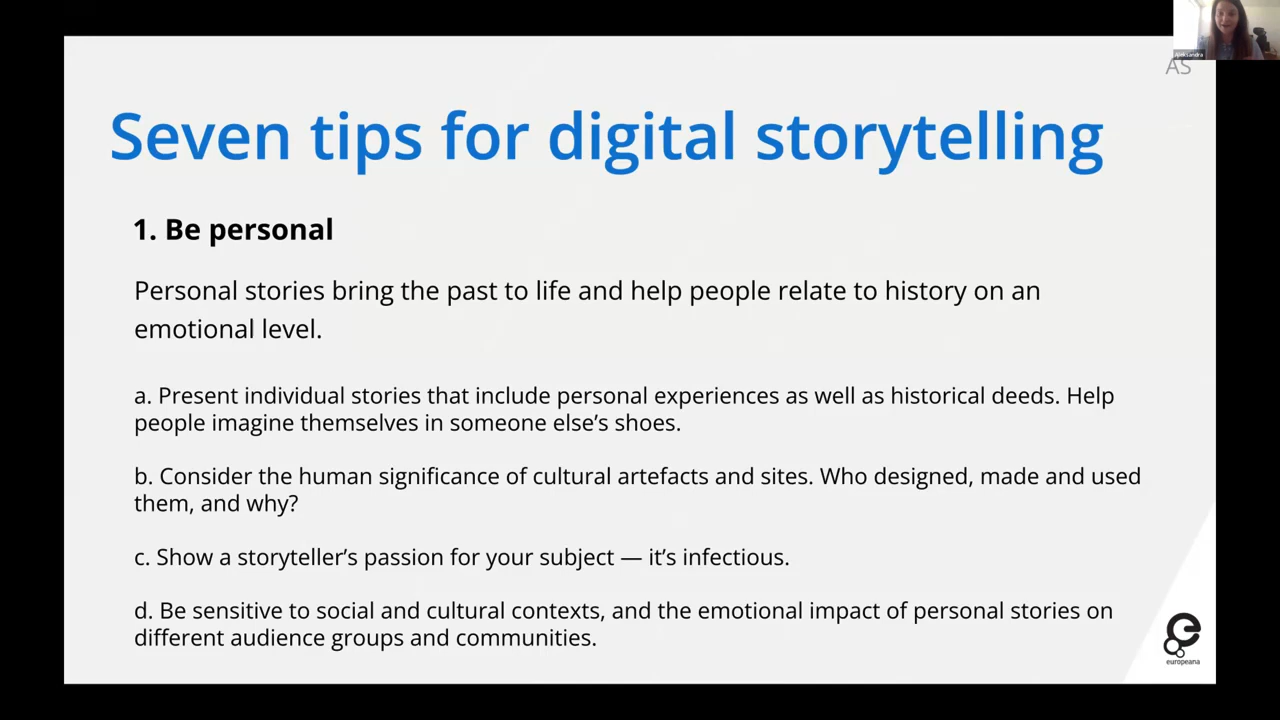 Aleksandra
AS
Seven tips for digital storytelling
1. Be personal
Personal stories bring the past to life and help people relate to history on an
emotional level.
a. Present individual stories that include personal experiences as well as historical deeds. Help
people imagine themselves in someone else’s shoes.
b. Consider the human significance of cultural artefacts and sites. Who designed, made and used
them, and why?
c. Show a storyteller’s passion for your subject — it’s infectious.
d. Be sensitive to social and cultural contexts, and the emotional impact of personal stories on
different audience groups and communities.
europeana